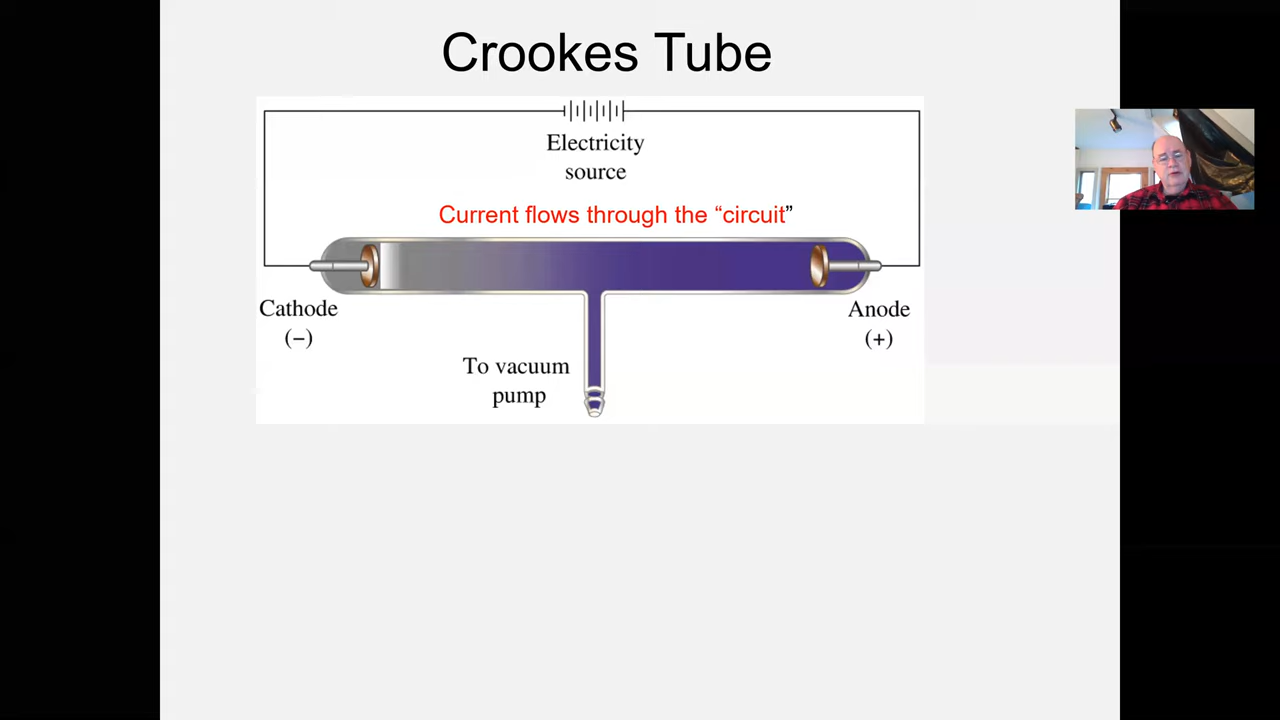 Crookes Tube
Electricity
source
Current flows through the “circuit”
Cathode
(−)
Anode
(+)
To vacuum
pump